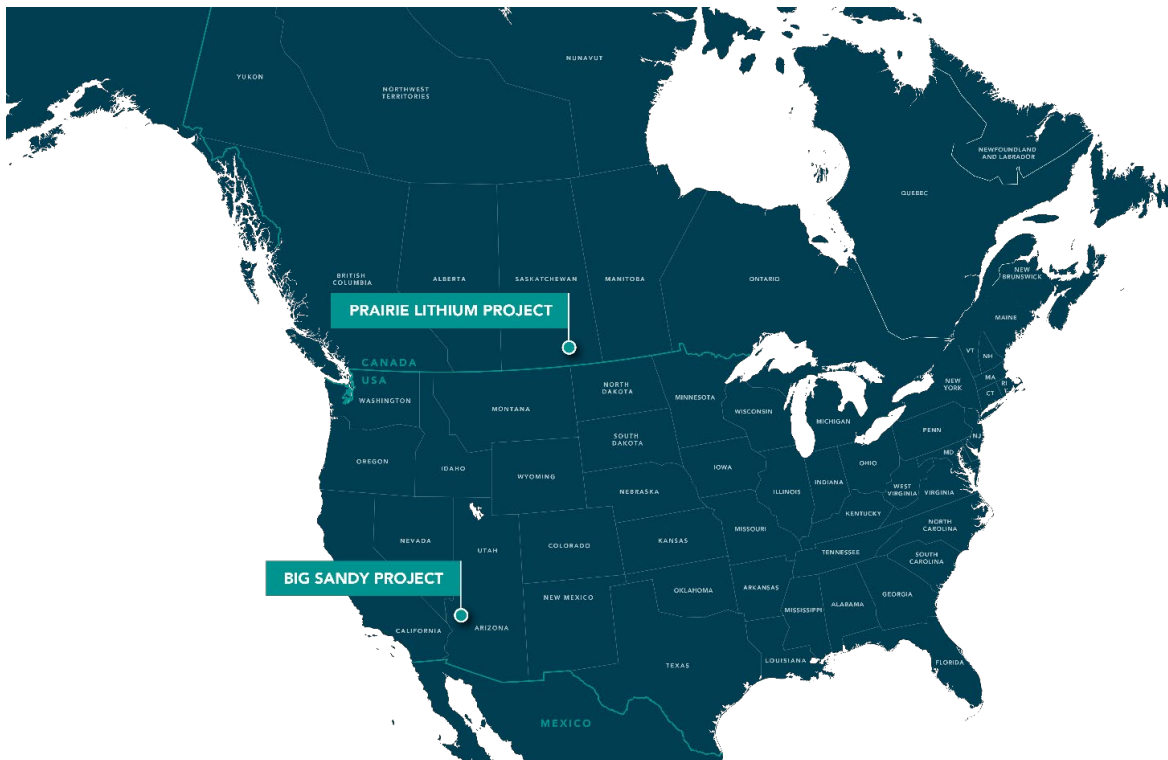 YUKON
NORTHWEST
TERRITORIES
NUNAVUT
NEWFOUNDLAND
AND LABRADOR
QUEBEC
BRITISH
COLUMBIA
ALBERTA
SASKATCHEWAN
MANITOBA
ONTARIO
NEW
BRUNSWICK
PRAIRIE LITHIUM PROJECT
MAINE
CANADA
USA
VT
NH
WASHINGTON
MONTANA
NORTH
DAKOTA
MINNESOTA
WISCONSIN
MICHIGAN
NEW
YORK
MA
RI
CT
OREGON
IDAHO
WYOMING
SOUTH
DAKOTA
PENN
NJ
IOWA
NEBRASKA
ILLINOIS
INDIANA
OHIO
MD
WEST
VIRGINIA
VIRGINIA
NEVADA
UTAH
COLORADO
KANSAS
MISSOURI
KENTUCKY
NORTH
CAROLINA
TENNESSEE
SOUTH
CAROLINA
BIG SANDY PROJECT
NEW MEXICO
OKLAHOMA
ARKANSAS
MISSISSIPPI
ALABAMA
GEORGIA
CALIFORNIA
ARIZONA
TEXAS
LOUISIANA
FLORIDA
MEXICO